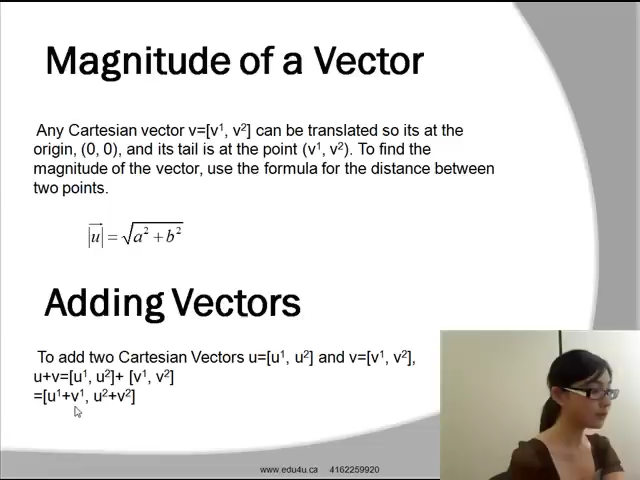 Magnitude of a Vector
Any Cartesian vector v=[v¹, v²] can be translated so its at the
origin, (0, 0), and its tail is at the point (v¹, v²). To find the
magnitude of the vector, use the formula for the distance between
two points.
|u⃗| = √(a² + b²)
Adding Vectors
To add two Cartesian Vectors u=[u¹, u²] and v=[v¹, v²],
u+v=[u¹, u²]+ [v¹, v²]
=[u¹+v¹, u²+v²]
www.edu4u.ca 4162259920